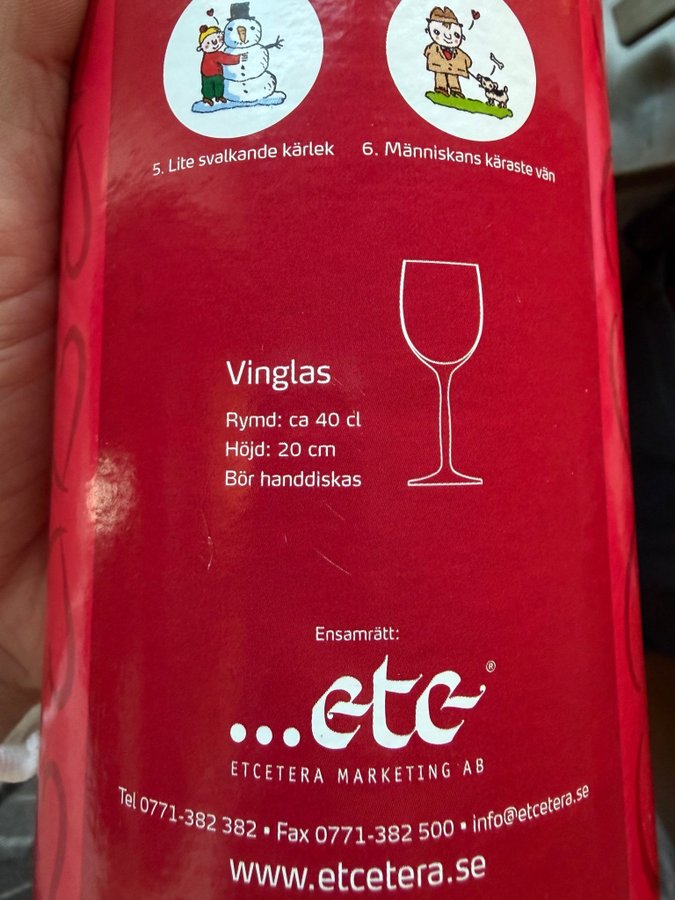 5. Lite svalkande kärlek
6. Människans käraste vän
Vinglas
Rymd: ca 40 cl
Höjd: 20 cm
Bör handdiskas
Ensamrätt:
...etc®
ETCETERA MARKETING AB
Tel 0771-382 382 • Fax 0771-382 500 • info@etcetera.se
www.etcetera.se